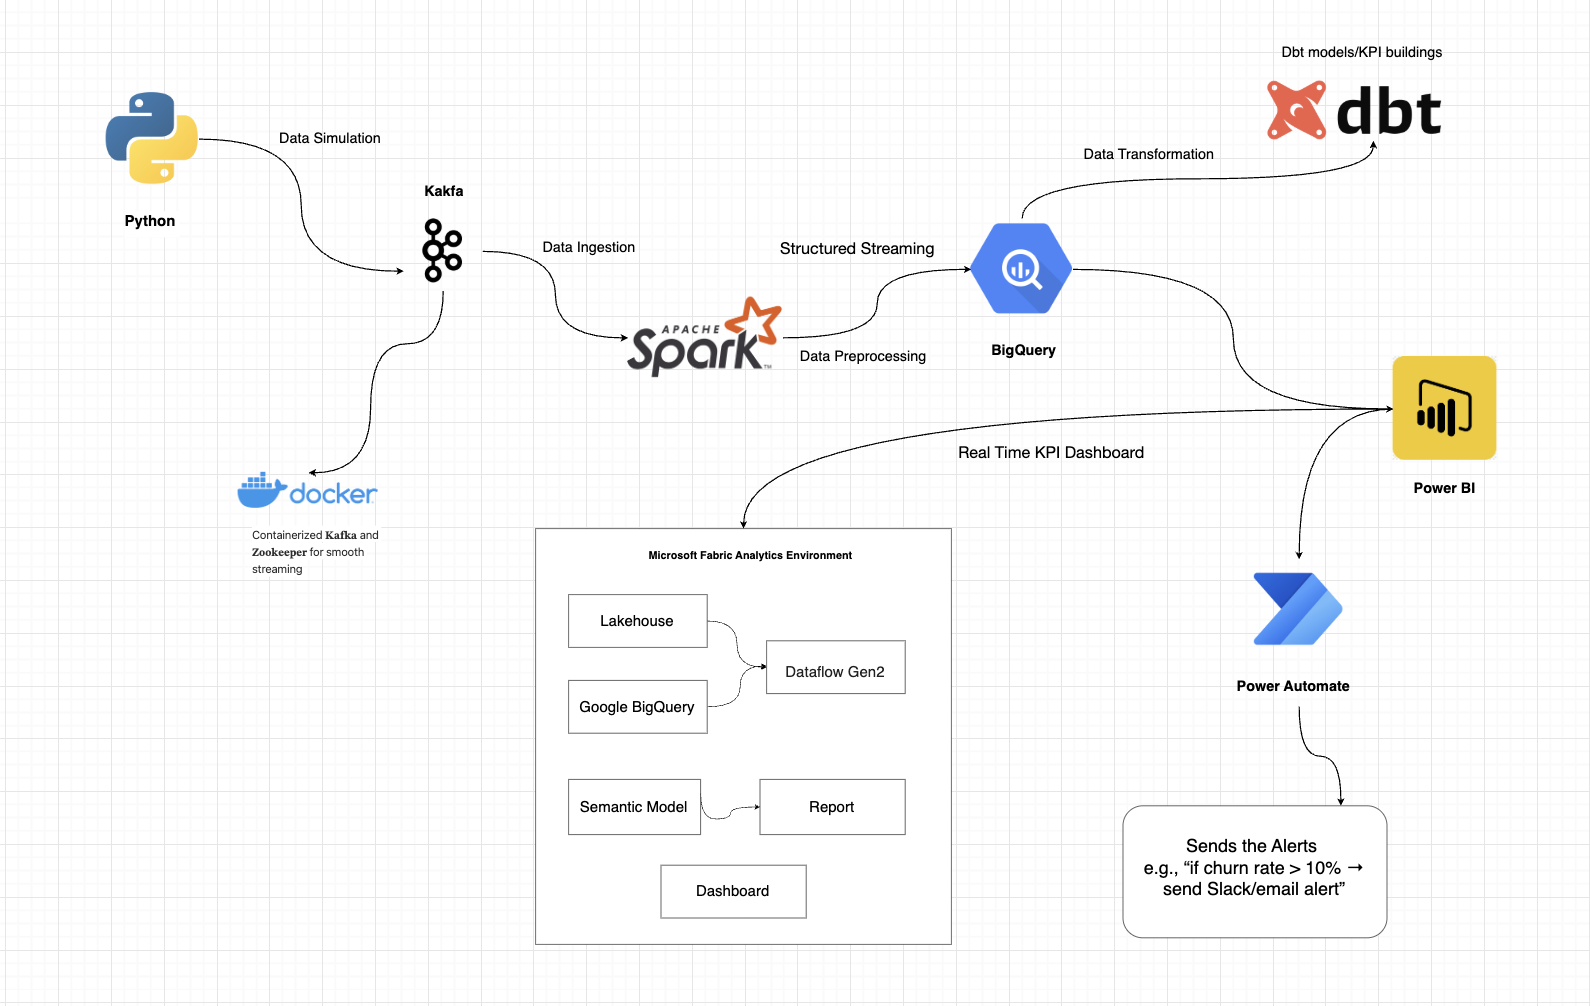 Dbt models/KPI buildings
dbt
Data Simulation
Data Transformation
Python
Kakfa
Data Ingestion
Structured Streaming
APACHE
Spark™
Data Preprocessing
BigQuery
Real Time KPI Dashboard
Power BI
docker
Containerized Kafka and
Zookeeper for smooth
streaming
Microsoft Fabric Analytics Environment
Lakehouse
Dataflow Gen2
Google BigQuery
Semantic Model
Report
Dashboard
Power Automate
Sends the Alerts
e.g., “if churn rate > 10% →
send Slack/email alert”